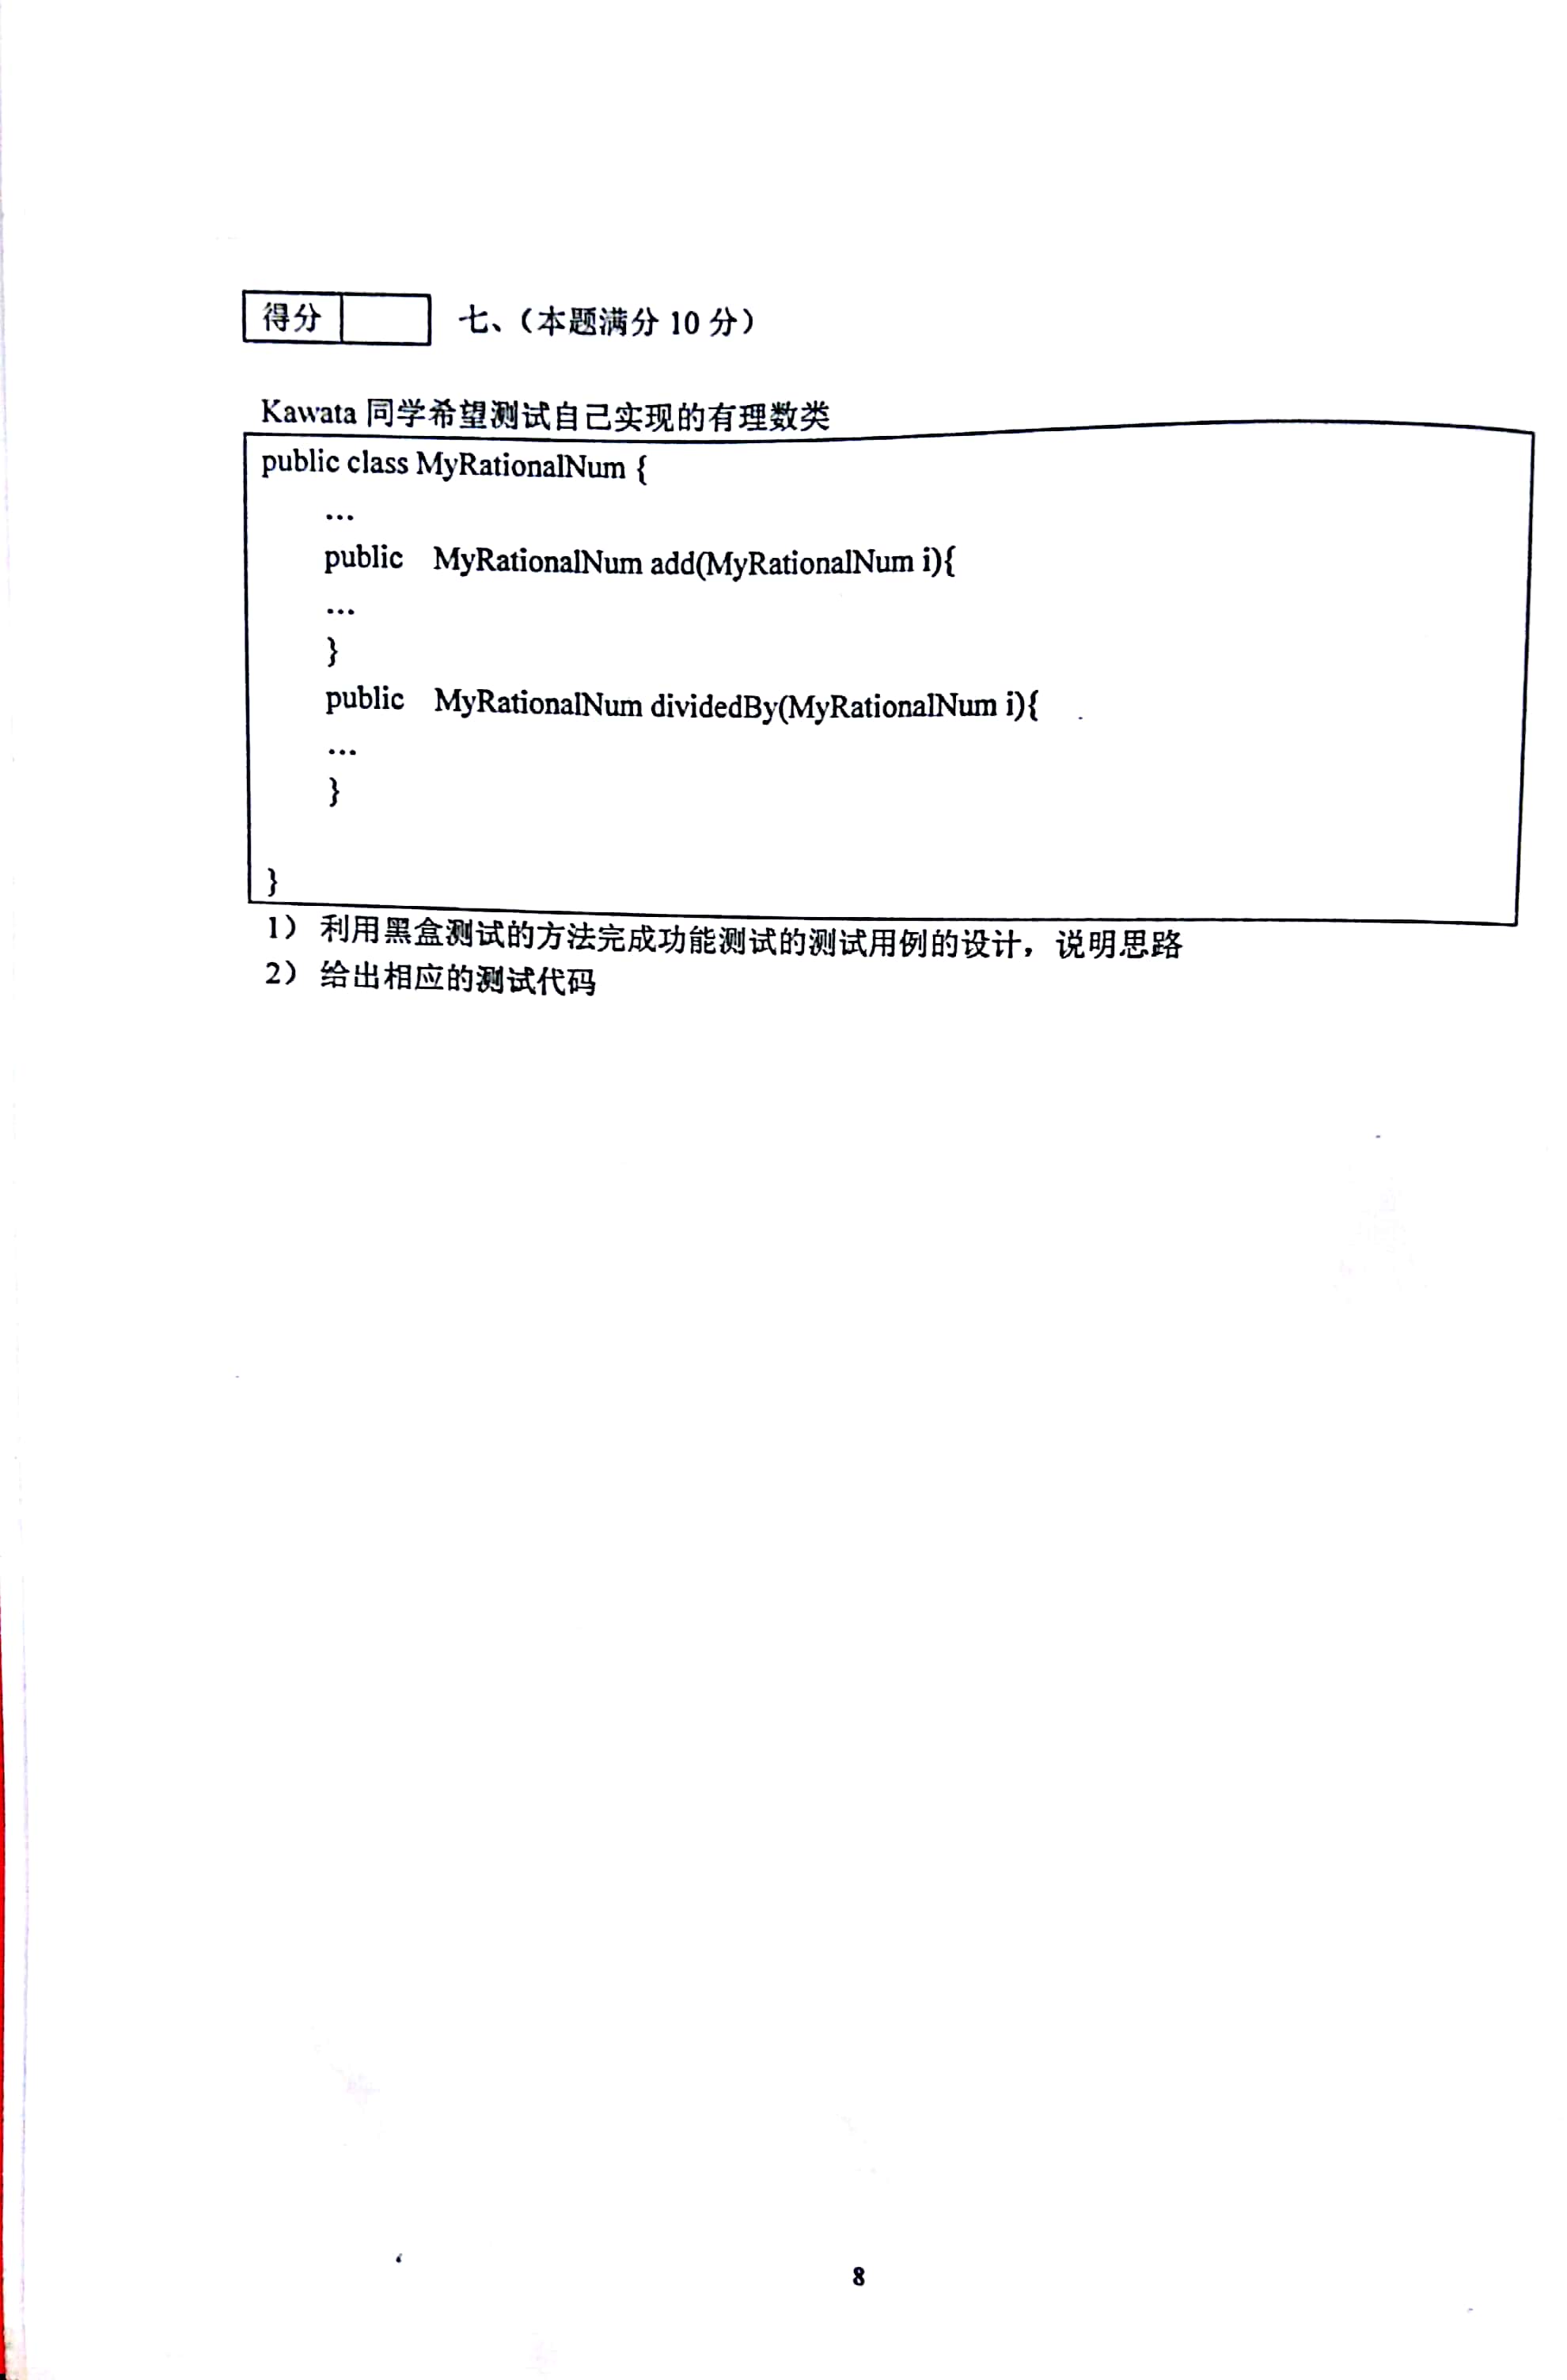 得分 七、（本题满分 10 分）
Kawata 同学希望测试自己实现的有理数类
public class MyRationalNum {
...
public MyRationalNum add(MyRationalNum i){
...
}
public MyRationalNum dividedBy(MyRationalNum i){
...
}
}
1） 利用黑盒测试的方法完成功能测试的测试用例的设计，说明思路
2） 给出相应的测试代码
8